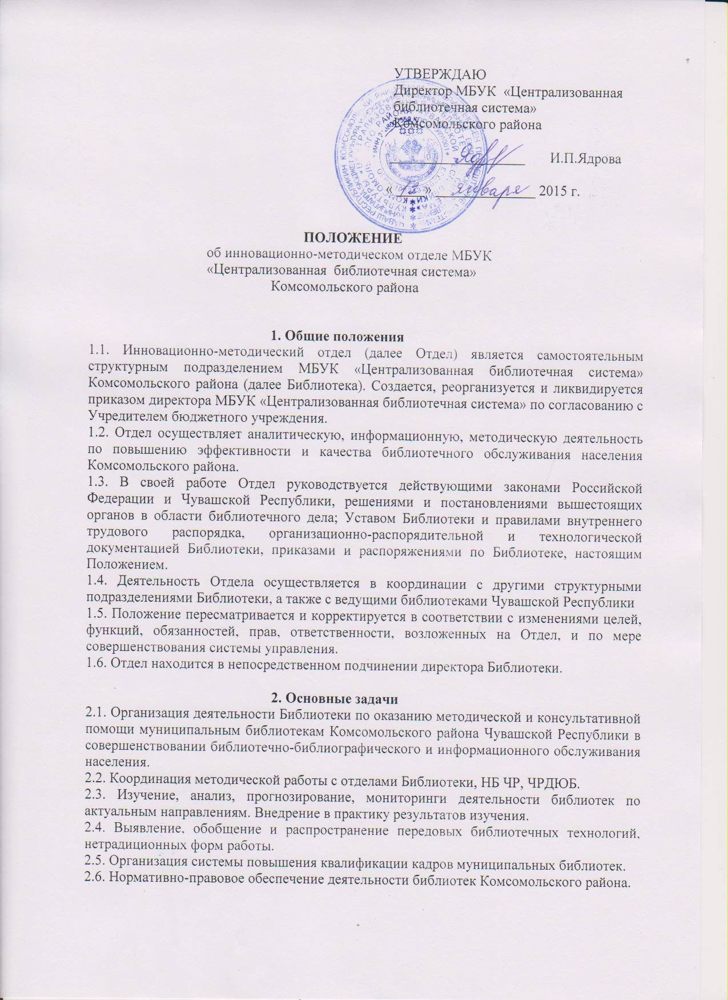 УТВЕРЖДАЮ
Директор МБУК «Централизованная
библиотечная система»
Комсомольского района
И.П.Ядрова
« » января 2015 г.
ПОЛОЖЕНИЕ
об инновационно-методическом отделе МБУК
«Централизованная библиотечная система»
Комсомольского района
1. Общие положения
1.1. Инновационно-методический отдел (далее Отдел) является самостоятельным
структурным подразделением МБУК «Централизованная библиотечная система»
Комсомольского района (далее Библиотека). Создается, реорганизуется и ликвидируется
приказом директора МБУК «Централизованная библиотечная система» по согласованию с
Учредителем бюджетного учреждения.
1.2. Отдел осуществляет аналитическую, информационную, методическую деятельность
по повышению эффективности и качества библиотечного обслуживания населения
Комсомольского района.
1.3. В своей работе Отдел руководствуется действующими законами Российской
Федерации и Чувашской Республики, решениями и постановлениями вышестоящих
органов в области библиотечного дела; Уставом Библиотеки и правилами внутреннего
трудового распорядка, организационно-распорядительной и технологической
документацией Библиотеки, приказами и распоряжениями по Библиотеке, настоящим
Положением.
1.4. Деятельность Отдела осуществляется в координации с другими структурными
подразделениями Библиотеки, а также с ведущими библиотеками Чувашской Республики
1.5. Положение пересматривается и корректируется в соответствии с изменениями целей,
функций, обязанностей, прав, ответственности, возложенных на Отдел, и по мере
совершенствования системы управления.
1.6. Отдел находится в непосредственном подчинении директора Библиотеки.
2. Основные задачи
2.1. Организация деятельности Библиотеки по оказанию методической и консультативной
помощи муниципальным библиотекам Комсомольского района Чувашской Республики в
совершенствовании библиотечно-библиографического и информационного обслуживания
населения.
2.2. Координация методической работы с отделами Библиотеки, НБ ЧР, ЧРДЮБ.
2.3. Изучение, анализ, прогнозирование, мониторинги деятельности библиотек по
актуальным направлениям. Внедрение в практику результатов изучения.
2.4. Выявление, обобщение и распространение передовых библиотечных технологий,
нетрадиционных форм работы.
2.5. Организация системы повышения квалификации кадров муниципальных библиотек.
2.6. Нормативно-правовое обеспечение деятельности библиотек Комсомольского района.